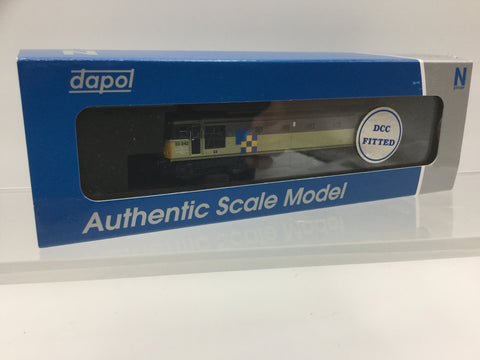 dapol
N
DCC
FITTED
Authentic Scale Model